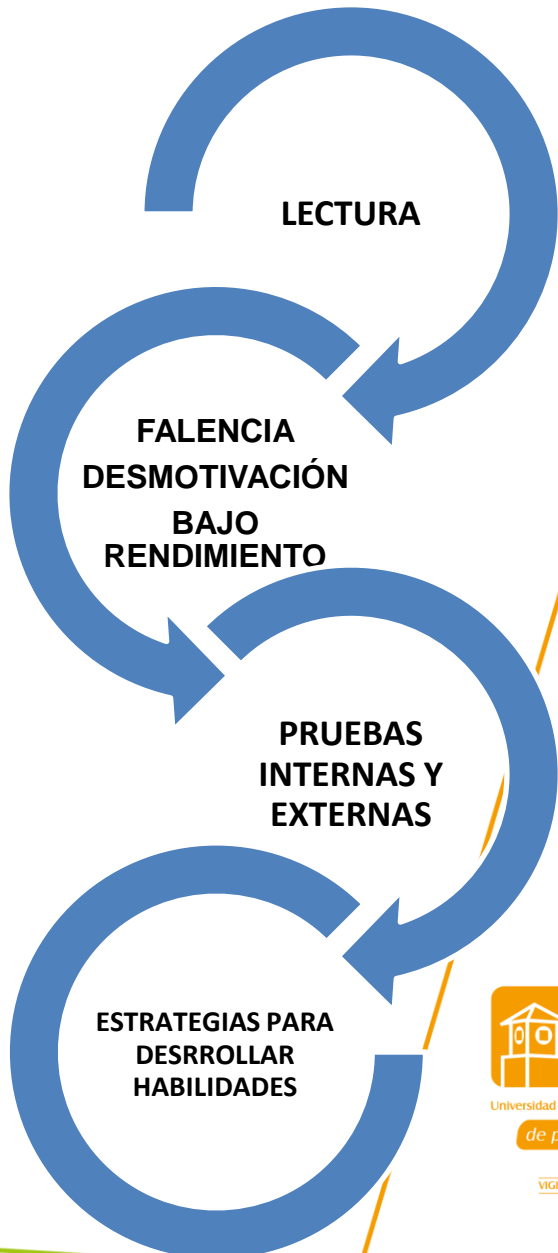 LECTURA
FALENCIA
DESMOTIVACIÓN
BAJO
RENDIMIENTO
PRUEBAS
INTERNAS Y
EXTERNAS
ESTRATEGIAS PARA
DESRROLLAR
HABILIDADES
Universidad
de